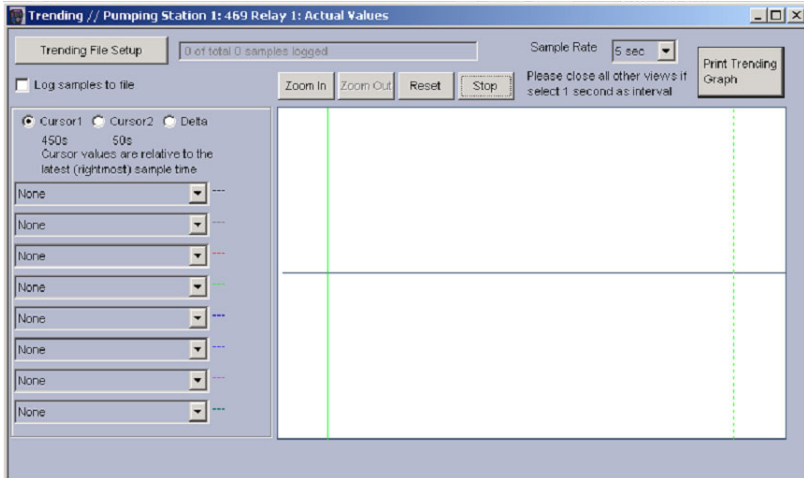 Trending // Pumping Station 1: 469 Relay 1: Actual Values
Trending File Setup
0 of total 0 samples logged
Sample Rate
5 sec
Print Trending
Graph
Log samples to file
Zoom In
Zoom Out
Reset
Stop
Please close all other views if
select 1 second as interval
Cursor1
Cursor2
Delta
450s
50s
Cursor values are relative to the
latest (rightmost) sample time
None
None
None
None
None
None
None
None